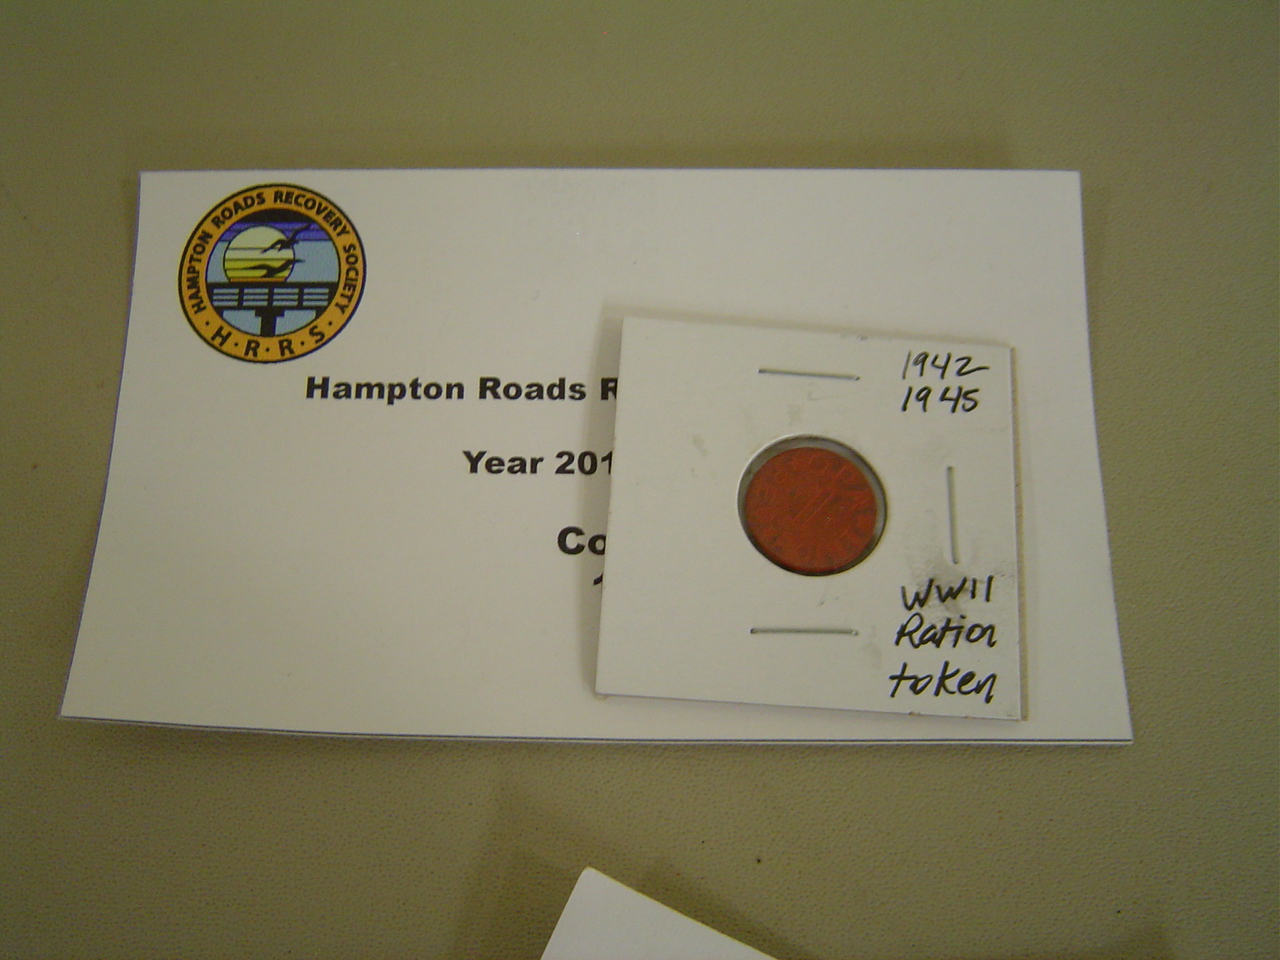 HAMPTON ROADS RECOVERY SOCIETY
H · R · R · S
Hampton Roads R
Year 201
Co
1942
1945
WWII
Ration
token